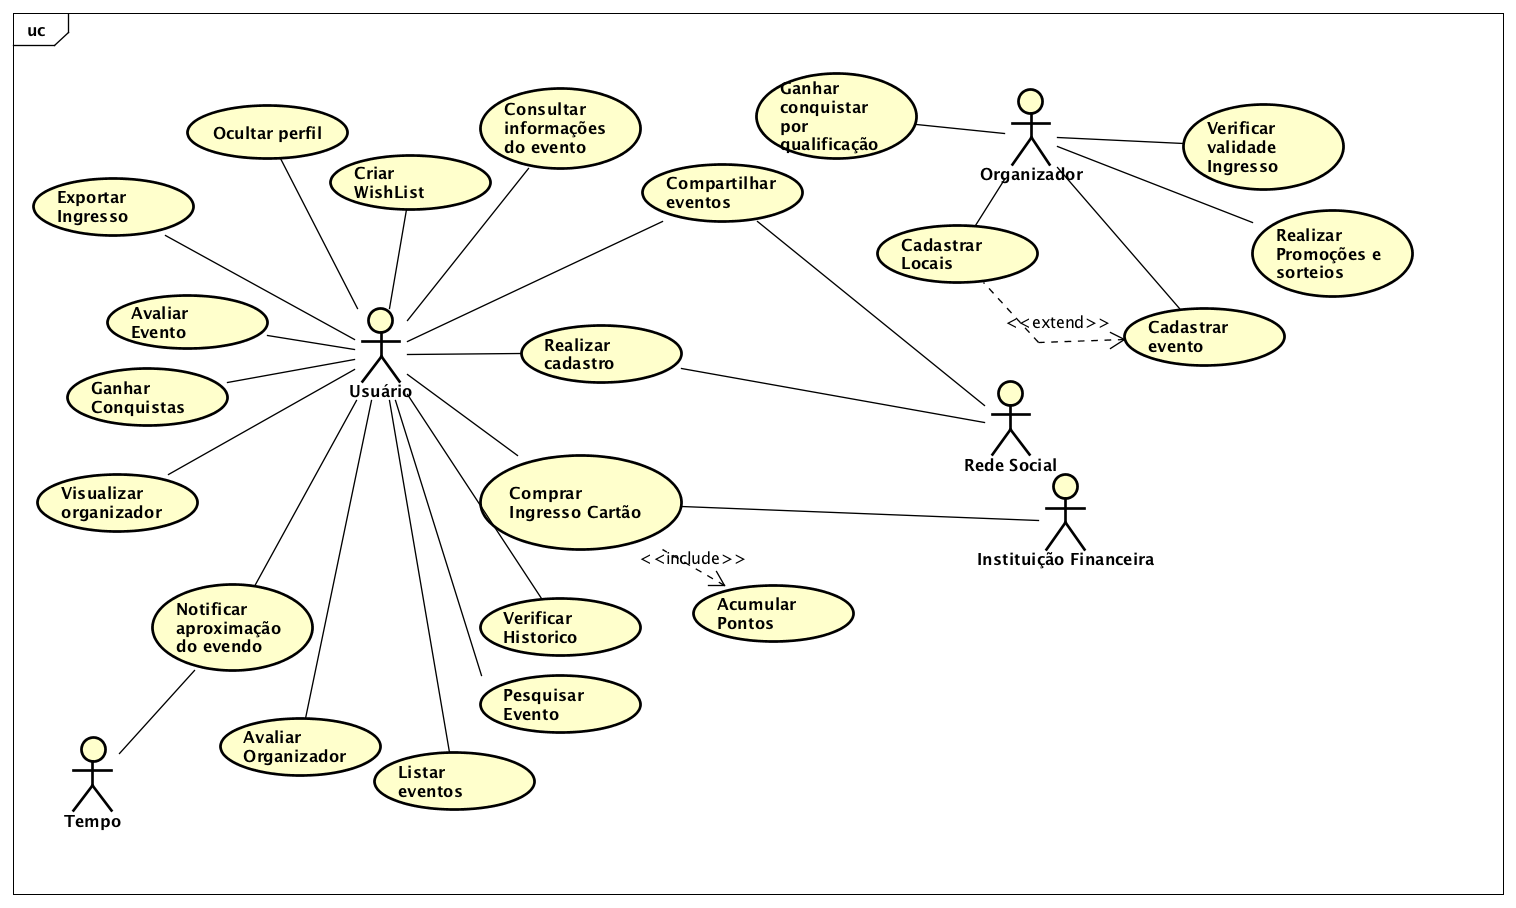 uc
Ocultar perfil
Consultar
informações
do evento
Criar
WishList
Exportar
Ingresso
Compartilhar
eventos
Ganhar
conquistar
por
qualificação
Organizador
Verificar
validade
Ingresso
Cadastrar
Locais
Realizar
Promoções e
sorteios
<<extend>>
Cadastrar
evento
Avaliar
Evento
Usuário
Realizar
cadastro
Ganhar
Conquistas
Rede Social
Visualizar
organizador
Comprar
Ingresso Cartão
Instituição Financeira
<<include>>
Acumular
Pontos
Notificar
aproximação
do evendo
Verificar
Historico
Pesquisar
Evento
Avaliar
Organizador
Listar
eventos
Tempo